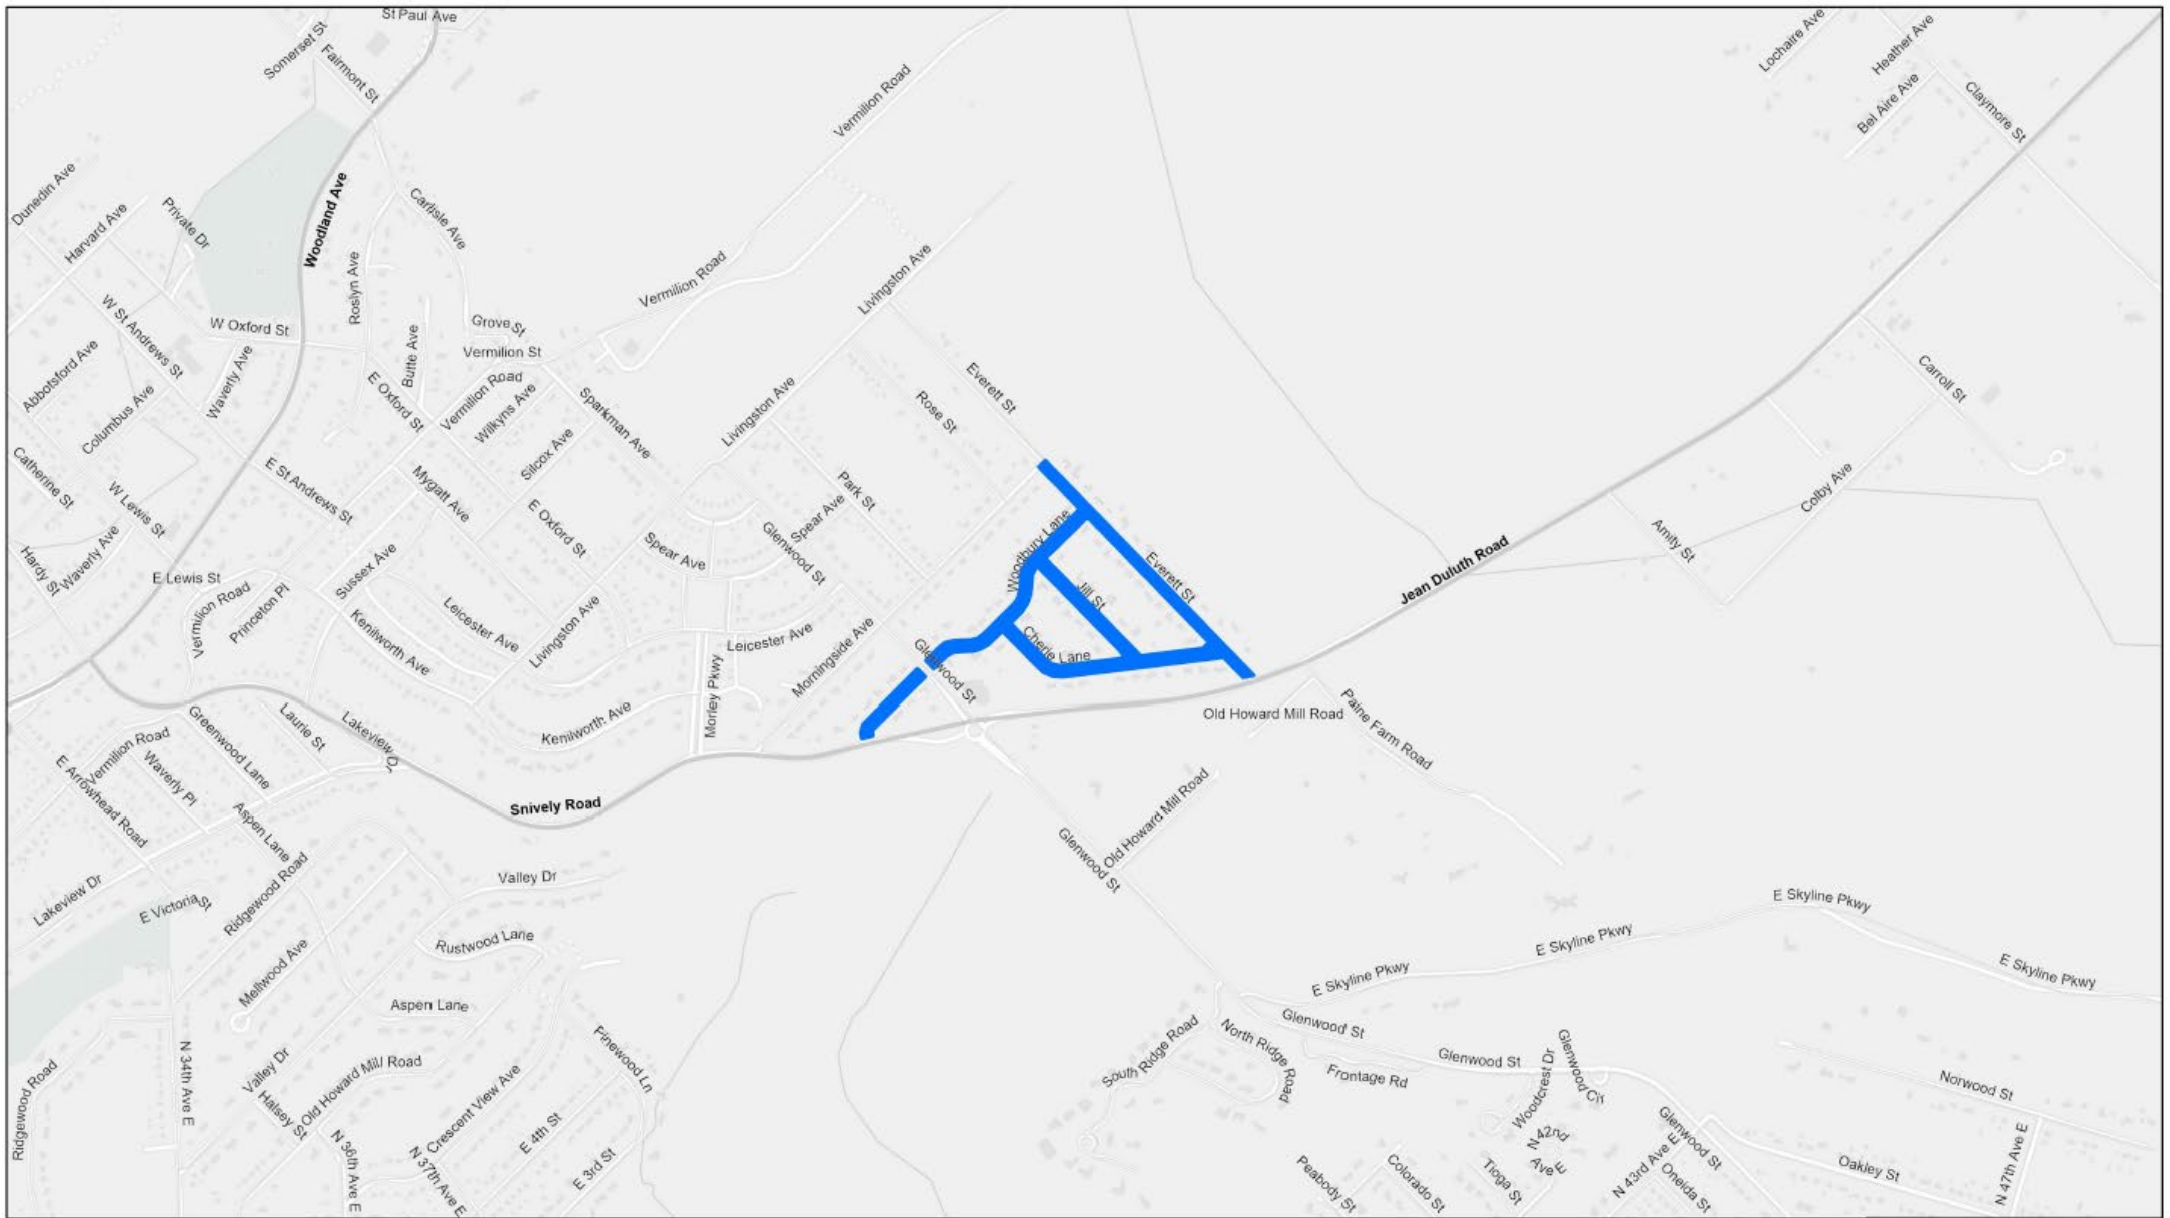 St Paul Ave
Somerset St
Fairmont St
Lochaire Ave
Heather Ave
Bel Aire Ave
Claymore St
Vermilion Road
Dunedin Ave
Harvard Ave
Private Dr
Woodland Ave
Carlisle Ave
Roslyn Ave
Vermilion Road
Livingston Ave
W St Andrews St
W Oxford St
Grove St
Vermilion St
Butte Ave
Abbotsford Ave
Columbus Ave
Waverly Ave
E Oxford St
Vermilion Road
Wilkyns Ave
Silcox Ave
Sparkman Ave
Livingston Ave
Rose St
Everett St
Carroll St
Catherine St
W Lewis St
E St Andrews St
Mygatt Ave
E Oxford St
Park St
Spear Ave
Glenwood St
Colby Ave
Amity St
Hardy St
Waverly Ave
E Lewis St
Vermilion Road
Princeton Pl
Sussex Ave
Spear Ave
Woodbury Lane
Jill St
Everett St
Jean Duluth Road
Kenilworth Ave
Leicester Ave
Livingston Ave
Leicester Ave
Morningside Ave
Glenwood St
Cherie Lane
Morley Pkwy
Kenilworth Ave
Old Howard Mill Road
Paine Farm Road
Greenwood Lane
Laurie St
Lakeview Dr
Vermilion Road
Waverly Pl
E Arrowhead Road
Aspen Lane
Snively Road
Old Howard Mill Road
Glenwood St
Lakeview Dr
E Victoria St
Ridgewood Road
Valley Dr
Rustwood Lane
Mellwood Ave
Aspen Lane
E Skyline Pkwy
E Skyline Pkwy
E Skyline Pkwy
E Skyline Pkwy
Glenwood St
South Ridge Road
North Ridge Road
Frontage Rd
Glenwood St
Woodcrest Dr
Glenwood Cir
Norwood St
Ridgewood Road
N 34th Ave E
Valley Dr
Halsey St
Old Howard Mill Road
Pinewood Ln
Crescent View Ave
E 4th St
E 3rd St
N 36th Ave E
N 37th Ave E
N 42nd
Ave E
N 43rd Ave E
Glenwood St
Oneida St
Tioga St
Colorado St
Peabody St
Oakley St
N 47th Ave E